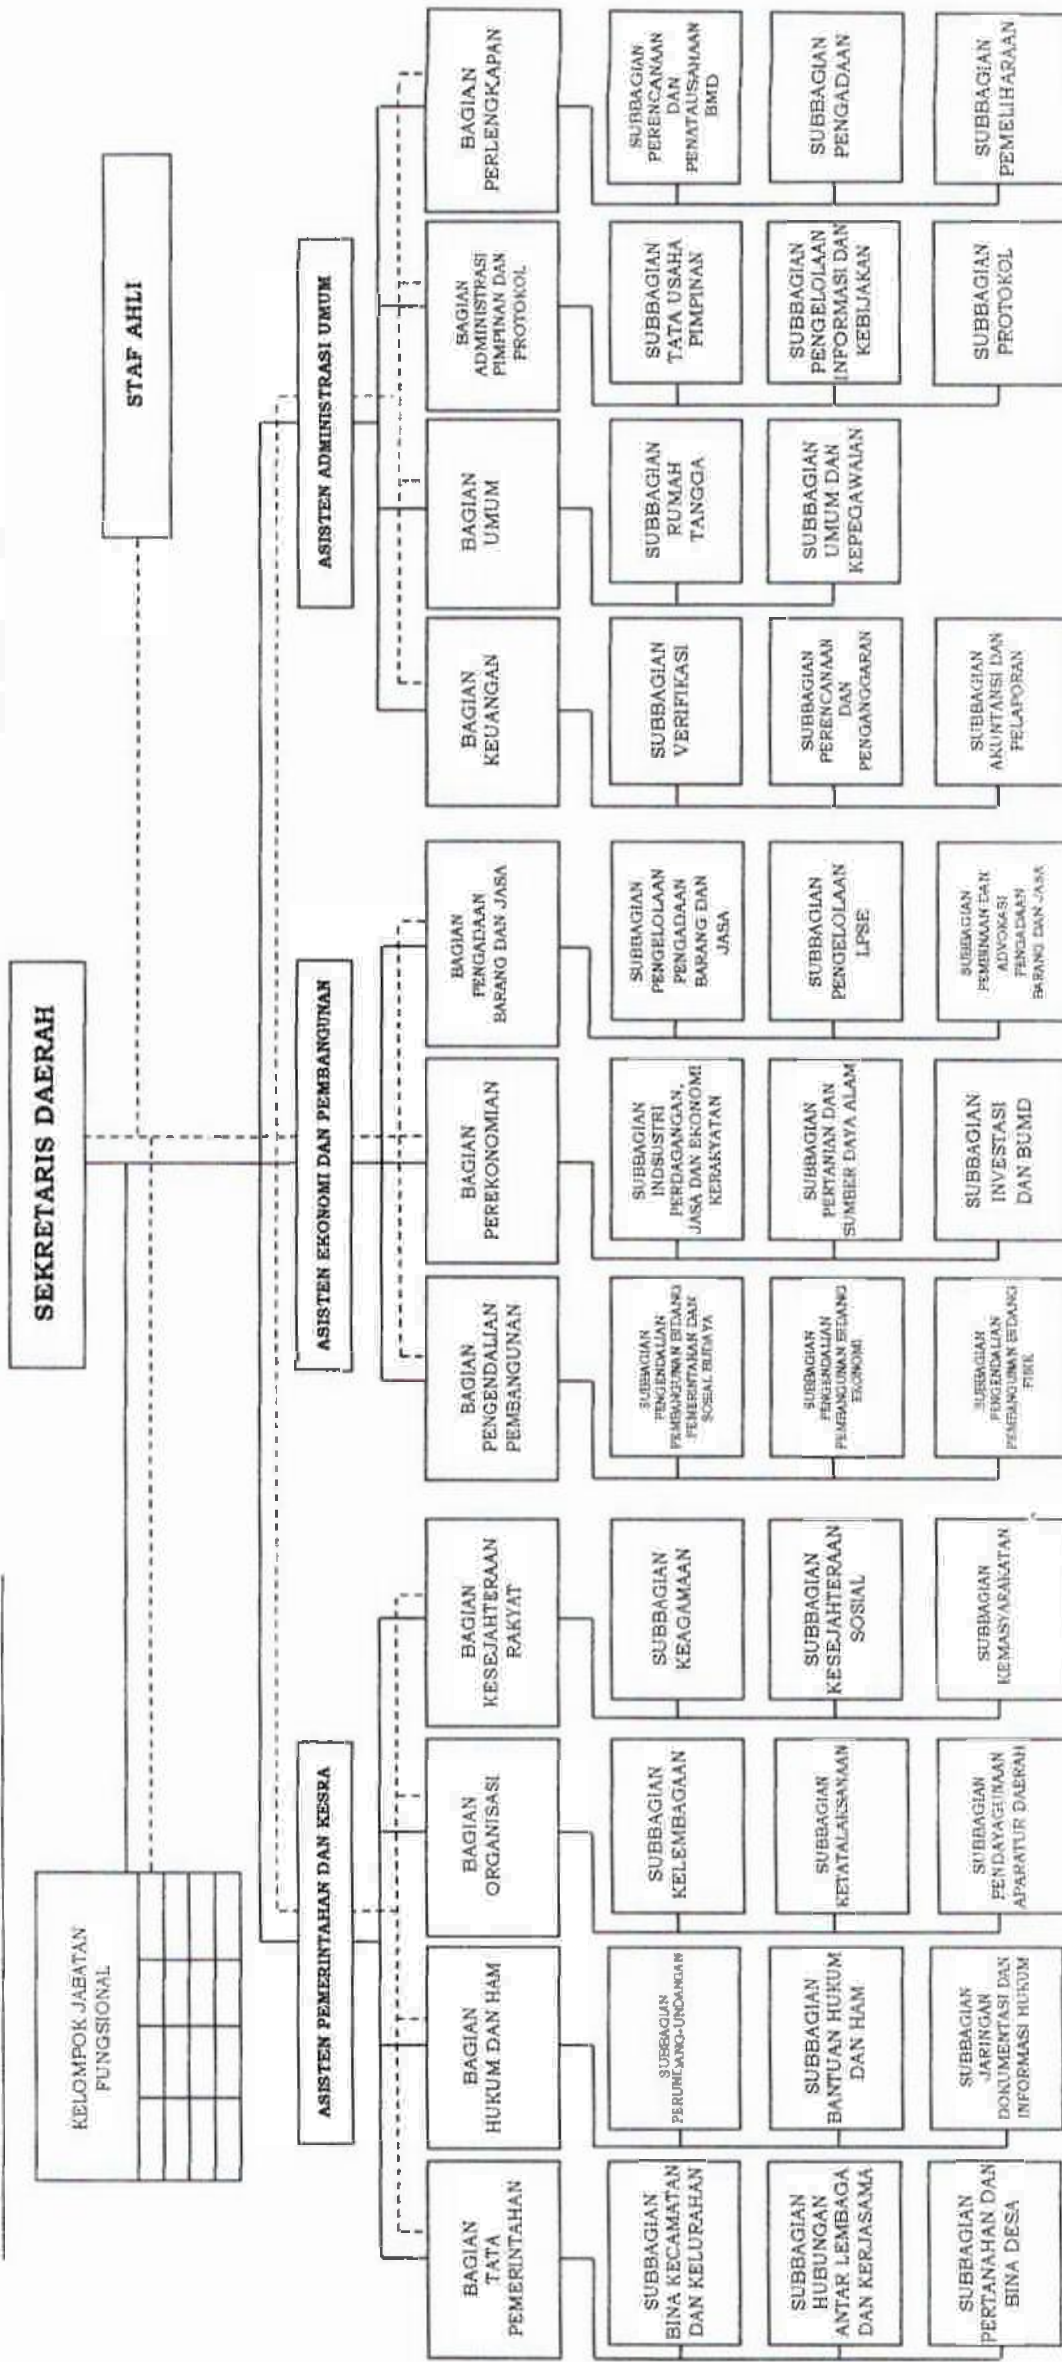 SEKRETARIS DAERAH
STAF AHLI
KELOMPOK JABATAN
FUNGSIONAL
ASISTEN PEMERINTAHAN DAN KESRA
ASISTEN EKONOMI DAN PEMBANGUNAN
ASISTEN ADMINISTRASI UMUM
BAGIAN
TATA
PEMERINTAHAN
BAGIAN
HUKUM DAN HAM
BAGIAN
ORGANISASI
BAGIAN
KESEJAHTERAAN
RAKYAT
BAGIAN
PENGENDALIAN
PEMBANGUNAN
BAGIAN
PEREKONOMIAN
BAGIAN
PENGADAAN
BARANG DAN JASA
BAGIAN
KEUANGAN
BAGIAN
UMUM
BAGIAN
ADMINISTRASI
PIMPINAN DAN
PROTOKOL
BAGIAN
PERLENGKAPAN
SUBBAGIAN
BINA KECAMATAN
DAN KELURAHAN
SUBBAGIAN
PERUNDANG-UNDANGAN
SUBBAGIAN
KELEMBAGAAN
SUBBAGIAN
KEAGAMAAN
SUBBAGIAN
PENGENDALIAN
PEMBANGUNAN BIDANG
PEMERINTAHAN DAN
SOSIAL BUDAYA
SUBBAGIAN
INDSUSTRI
PERDAGANGAN,
JASA DAN EKONOMI
KERAKYATAN
SUBBAGIAN
PENGELOLAAN
PENGADAAN
BARANG DAN
JASA
SUBBAGIAN
VERIFIKASI
SUBBAGIAN
RUMAH
TANGGA
SUBBAGIAN
TATA USAHA
PIMPINAN
SUBBAGIAN
PERENCANAAN
DAN
PENATAUSAHAAN
BMD
SUBBAGIAN
HUBUNGAN
ANTAR LEMBAGA
DAN KERJASAMA
SUBBAGIAN
BANTUAN HUKUM
DAN HAM
SUBBAGIAN
KETATALAKSANAAN
SUBBAGIAN
KESEJAHTERAAN
SOSIAL
SUBBAGIAN
PENGENDALIAN
PEMBANGUNAN BIDANG
EKONOMI
SUBBAGIAN
PERTANIAN DAN
SUMBER DAYA ALAM
SUBBAGIAN
PENGELOLAAN
LPSE
SUBBAGIAN
PERENCANAAN
DAN
PENGANGGARAN
SUBBAGIAN
UMUM DAN
KEPEGAWAIAN
SUBBAGIAN
PENGELOLAAN
INFORMASI DAN
KEBIJAKAN
SUBBAGIAN
PENGADAAN
SUBBAGIAN
PERTANAHAN DAN
BINA DESA
SUBBAGIAN
JARINGAN
DOKUMENTASI DAN
INFORMASI HUKUM
SUBBAGIAN
PENDAYAGUNAAN
APARATUR DAERAH
SUBBAGIAN
KEMASYARAKATAN
SUBBAGIAN
PENGENDALIAN
PEMBANGUNAN BIDANG
FISIK
SUBBAGIAN
INVESTASI
DAN BUMD
SUBBAGIAN
PEMBINAAN DAN
ADVOKASI
PENGADAAN
BARANG DAN JASA
SUBBAGIAN
AKUNTANSI DAN
PELAPORAN
SUBBAGIAN
PROTOKOL
SUBBAGIAN
PEMELIHARAAN